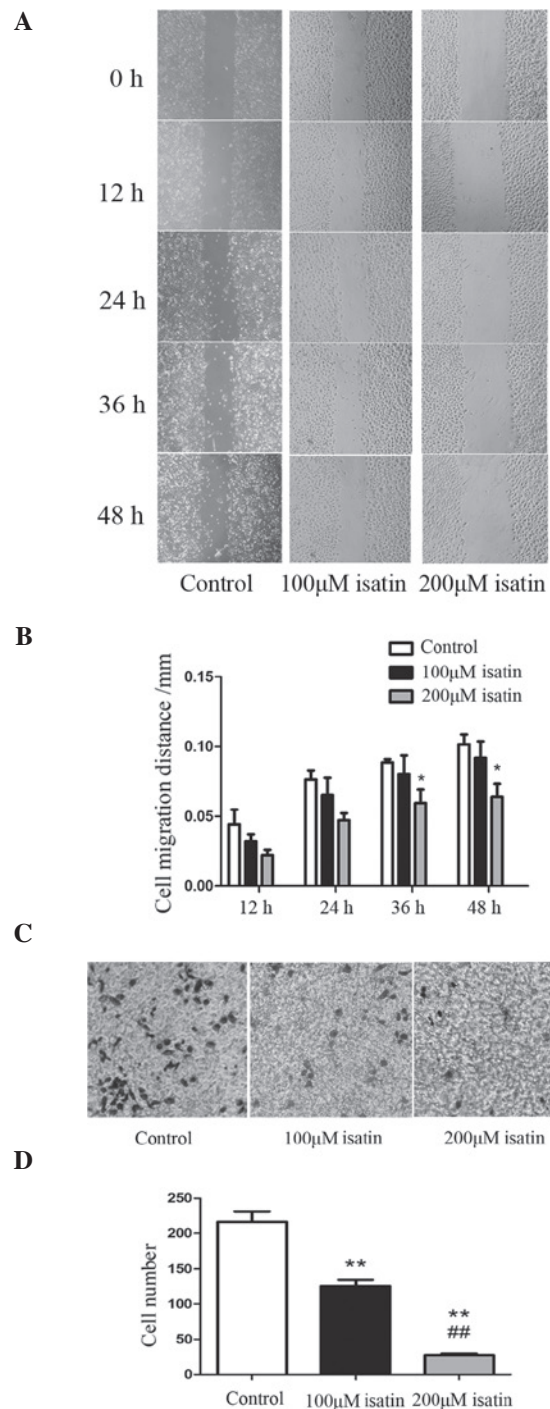 A
0 h
12 h
24 h
36 h
48 h
Control 100μM isatin 200μM isatin
B
Control
100μM isatin
200μM isatin
Cell migration distance /mm
0.15
0.10
0.05
0.00
*
*
12 h 24 h 36 h 48 h
C
Control 100μM isatin 200μM isatin
D
Cell number
250
200
150
100
50
0
**
**
##
Control 100μM isatin 200μM isatin